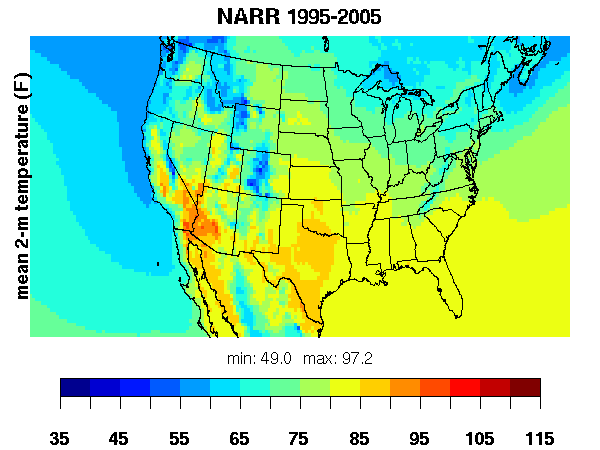 NARR 1995-2005
mean 2-m temperature (F)
min: 49.0 max: 97.2
35 45 55 65 75 85 95 105 115